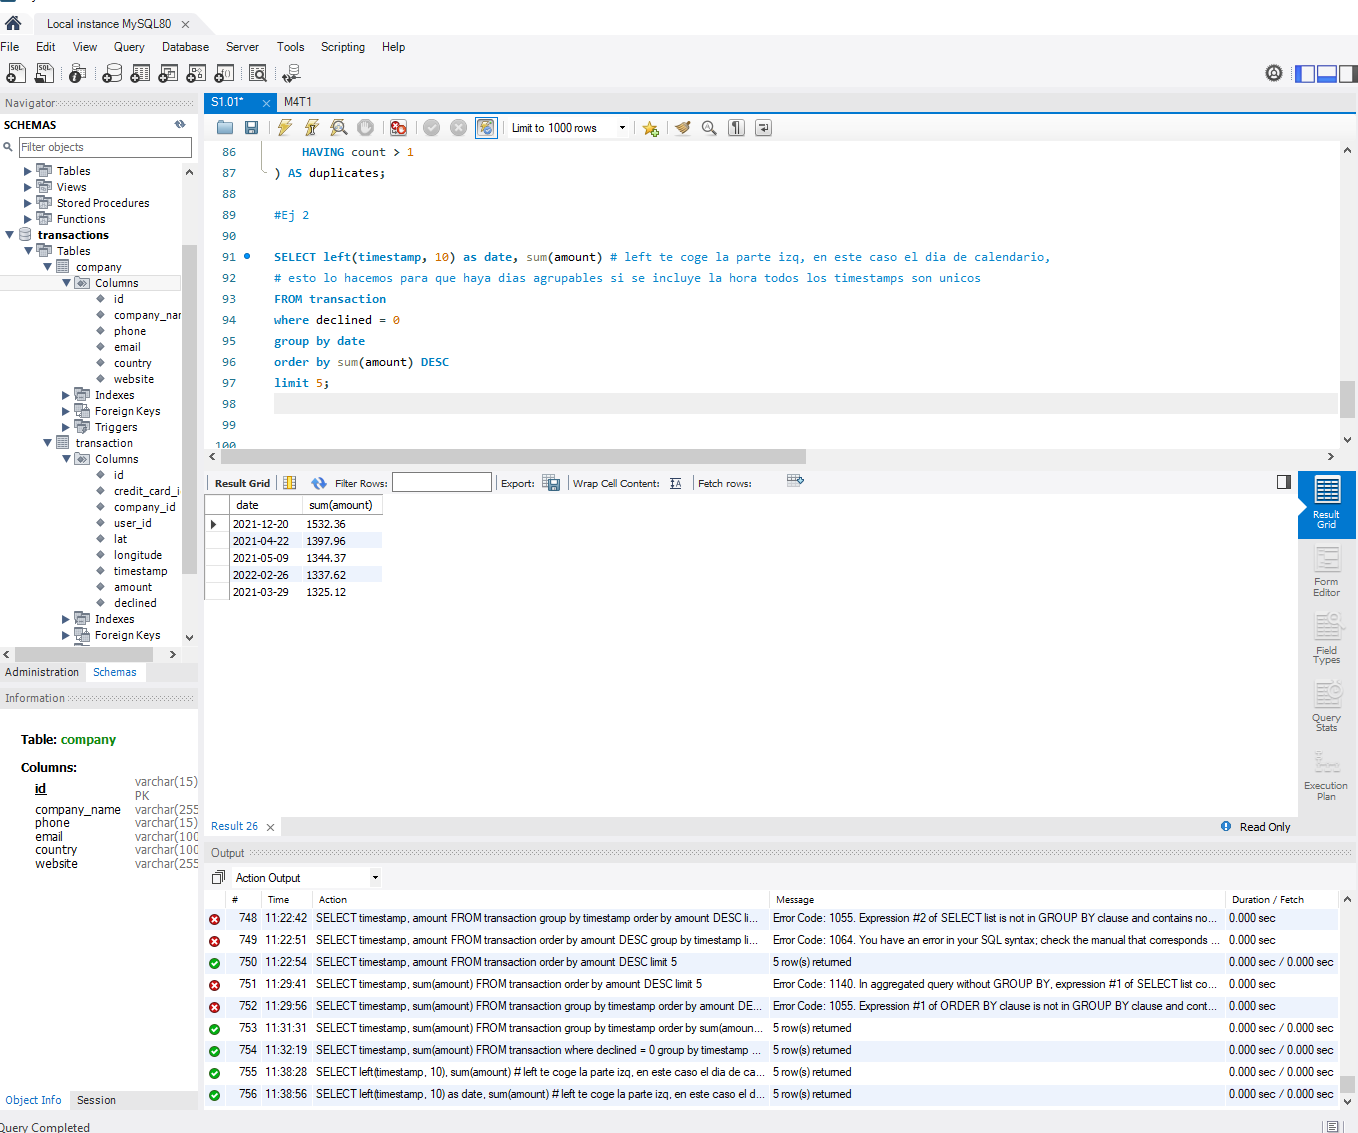 Local instance MySQL80
File Edit View Query Database Server Tools Scripting Help
Navigator
SCHEMAS
Filter objects
Tables
Views
Stored Procedures
Functions
transactions
Tables
company
Columns
id
company_nar
phone
email
country
website
Indexes
Foreign Keys
Triggers
transaction
Columns
id
credit_card_i
company_id
user_id
lat
longitude
timestamp
amount
declined
Indexes
Foreign Keys
Administration Schemas
Information
Table: company
Columns:
id varchar(15) PK
company_name varchar(255
phone varchar(15)
email varchar(100
country varchar(100
website varchar(255
Object Info Session
Query Completed
S1.01* M4T1
Limit to 1000 rows
86 HAVING count > 1
87 ) AS duplicates;
88
89 #Ej 2
90
91 SELECT left(timestamp, 10) as date, sum(amount) # left te coge la parte izq, en este caso el dia de calendario,
92 # esto lo hacemos para que haya dias agrupables si se incluye la hora todos los timestamps son unicos
93 FROM transaction
94 where declined = 0
95 group by date
96 order by sum(amount) DESC
97 limit 5;
98
99
100
Result Grid Filter Rows: Export: Wrap Cell Content: Fetch rows:
date sum(amount)
2021-12-20 1532.36
2021-04-22 1397.96
2021-05-09 1344.37
2022-02-26 1337.62
2021-03-29 1325.12
Result Grid
Form Editor
Field Types
Query Stats
Execution Plan
Result 26 Read Only
Output
Action Output
# Time Action Message Duration / Fetch
748 11:22:42 SELECT timestamp, amount FROM transaction group by timestamp order by amount DESC li... Error Code: 1055. Expression #2 of SELECT list is not in GROUP BY clause and contains no... 0.000 sec
749 11:22:51 SELECT timestamp, amount FROM transaction order by amount DESC group by timestamp li... Error Code: 1064. You have an error in your SQL syntax; check the manual that corresponds ... 0.000 sec
750 11:22:54 SELECT timestamp, amount FROM transaction order by amount DESC limit 5 5 row(s) returned 0.000 sec / 0.000 sec
751 11:29:41 SELECT timestamp, sum(amount) FROM transaction order by amount DESC limit 5 Error Code: 1140. In aggregated query without GROUP BY, expression #1 of SELECT list co... 0.000 sec
752 11:29:56 SELECT timestamp, sum(amount) FROM transaction group by timestamp order by amount DE... Error Code: 1055. Expression #1 of ORDER BY clause is not in GROUP BY clause and cont... 0.000 sec
753 11:31:31 SELECT timestamp, sum(amount) FROM transaction group by timestamp order by sum(amoun... 5 row(s) returned 0.000 sec / 0.000 sec
754 11:32:19 SELECT timestamp, sum(amount) FROM transaction where declined = 0 group by timestamp ... 5 row(s) returned 0.000 sec / 0.000 sec
755 11:38:28 SELECT left(timestamp, 10), sum(amount) # left te coge la parte izq, en este caso el dia de ca... 5 row(s) returned 0.000 sec / 0.000 sec
756 11:38:56 SELECT left(timestamp, 10) as date, sum(amount) # left te coge la parte izq, en este caso el d... 5 row(s) returned 0.000 sec / 0.000 sec